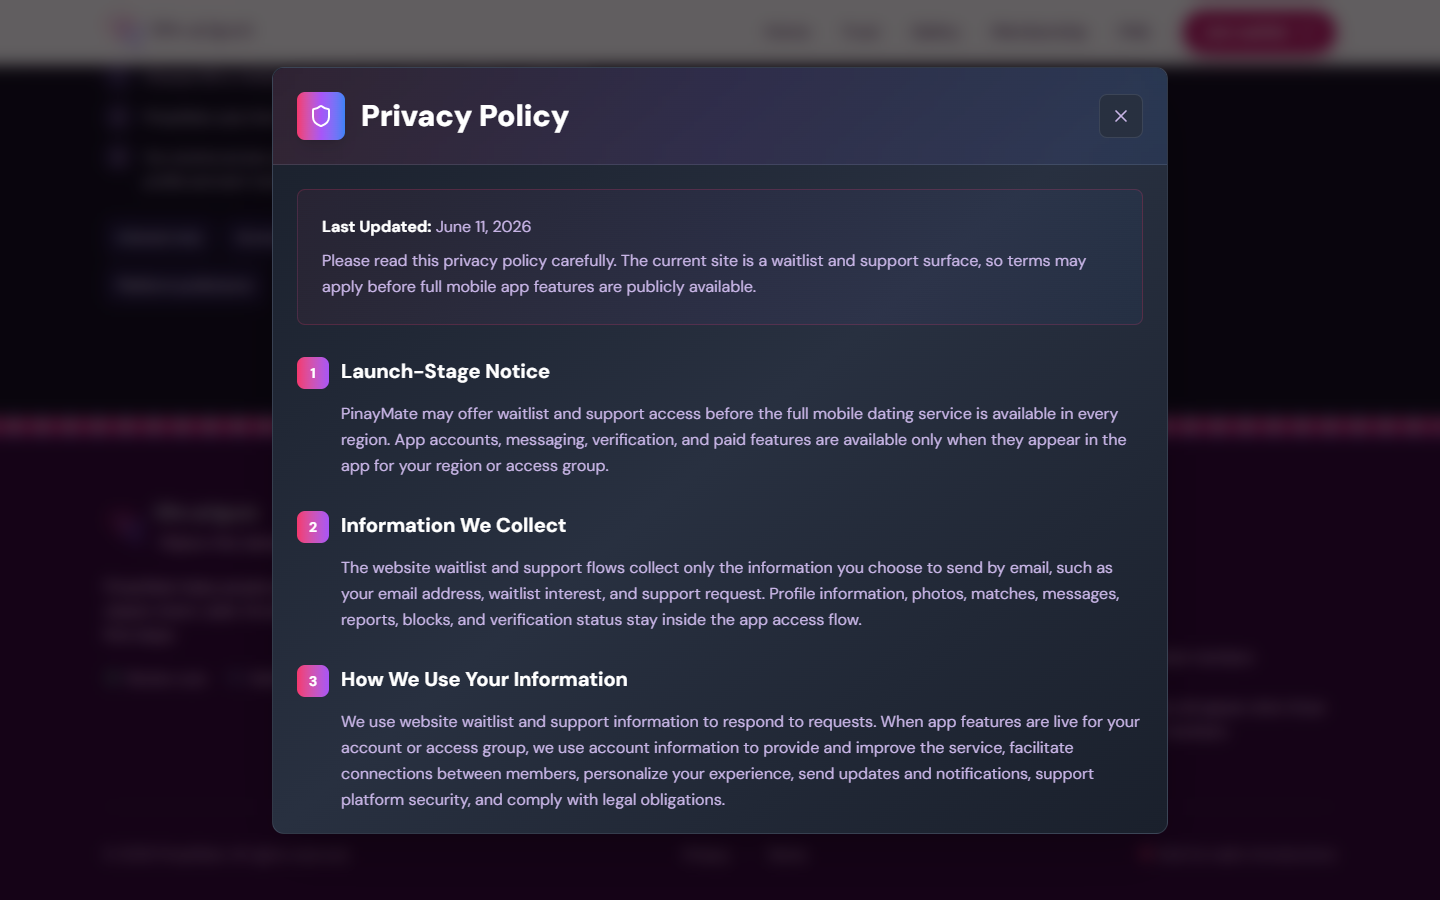 Privacy Policy
Last Updated: June 11, 2026
Please read this privacy policy carefully. The current site is a waitlist and support surface, so terms may
apply before full mobile app features are publicly available.
1 Launch-Stage Notice
PinayMate may offer waitlist and support access before the full mobile dating service is available in every
region. App accounts, messaging, verification, and paid features are available only when they appear in the
app for your region or access group.
2 Information We Collect
The website waitlist and support flows collect only the information you choose to send by email, such as
your email address, waitlist interest, and support request. Profile information, photos, matches, messages,
reports, blocks, and verification status stay inside the app access flow.
3 How We Use Your Information
We use website waitlist and support information to respond to requests. When app features are live for your
account or access group, we use account information to provide and improve the service, facilitate
connections between members, personalize your experience, send updates and notifications, support
platform security, and comply with legal obligations.